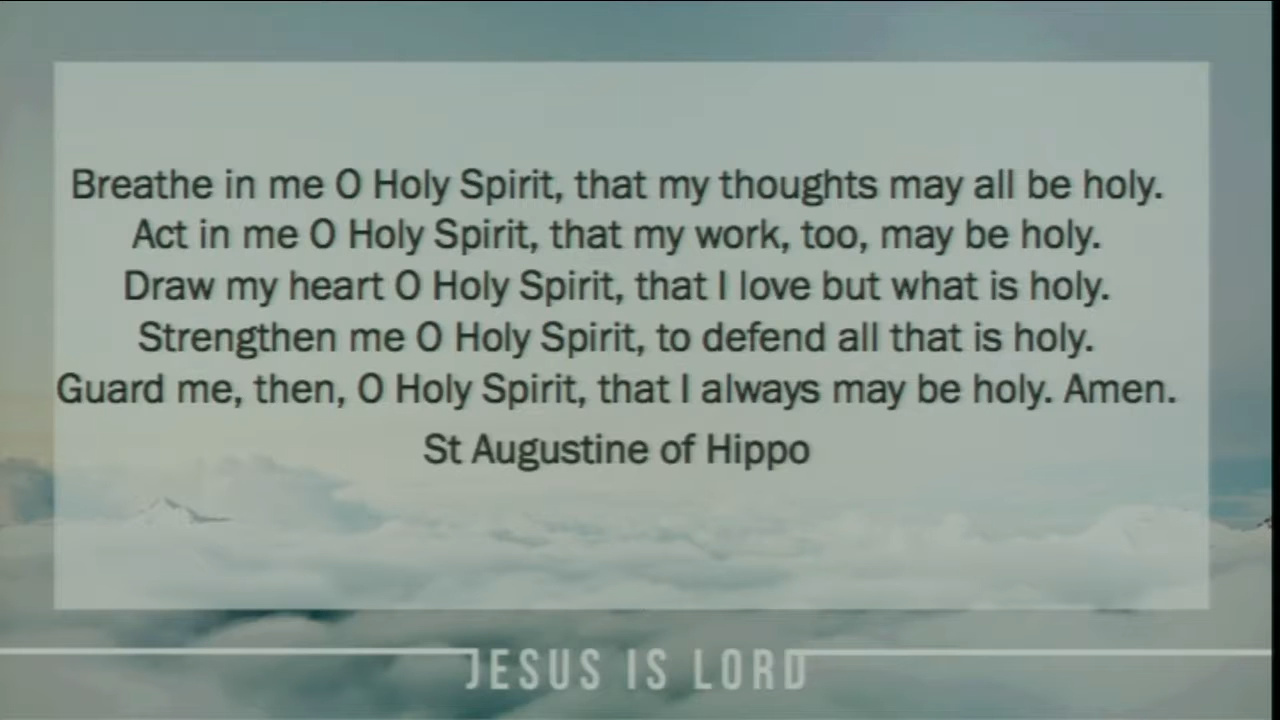 Breathe in me O Holy Spirit, that my thoughts may all be holy.
Act in me O Holy Spirit, that my work, too, may be holy.
Draw my heart O Holy Spirit, that I love but what is holy.
Strengthen me O Holy Spirit, to defend all that is holy.
Guard me, then, O Holy Spirit, that I always may be holy. Amen.
St Augustine of Hippo
JESUS IS LORD